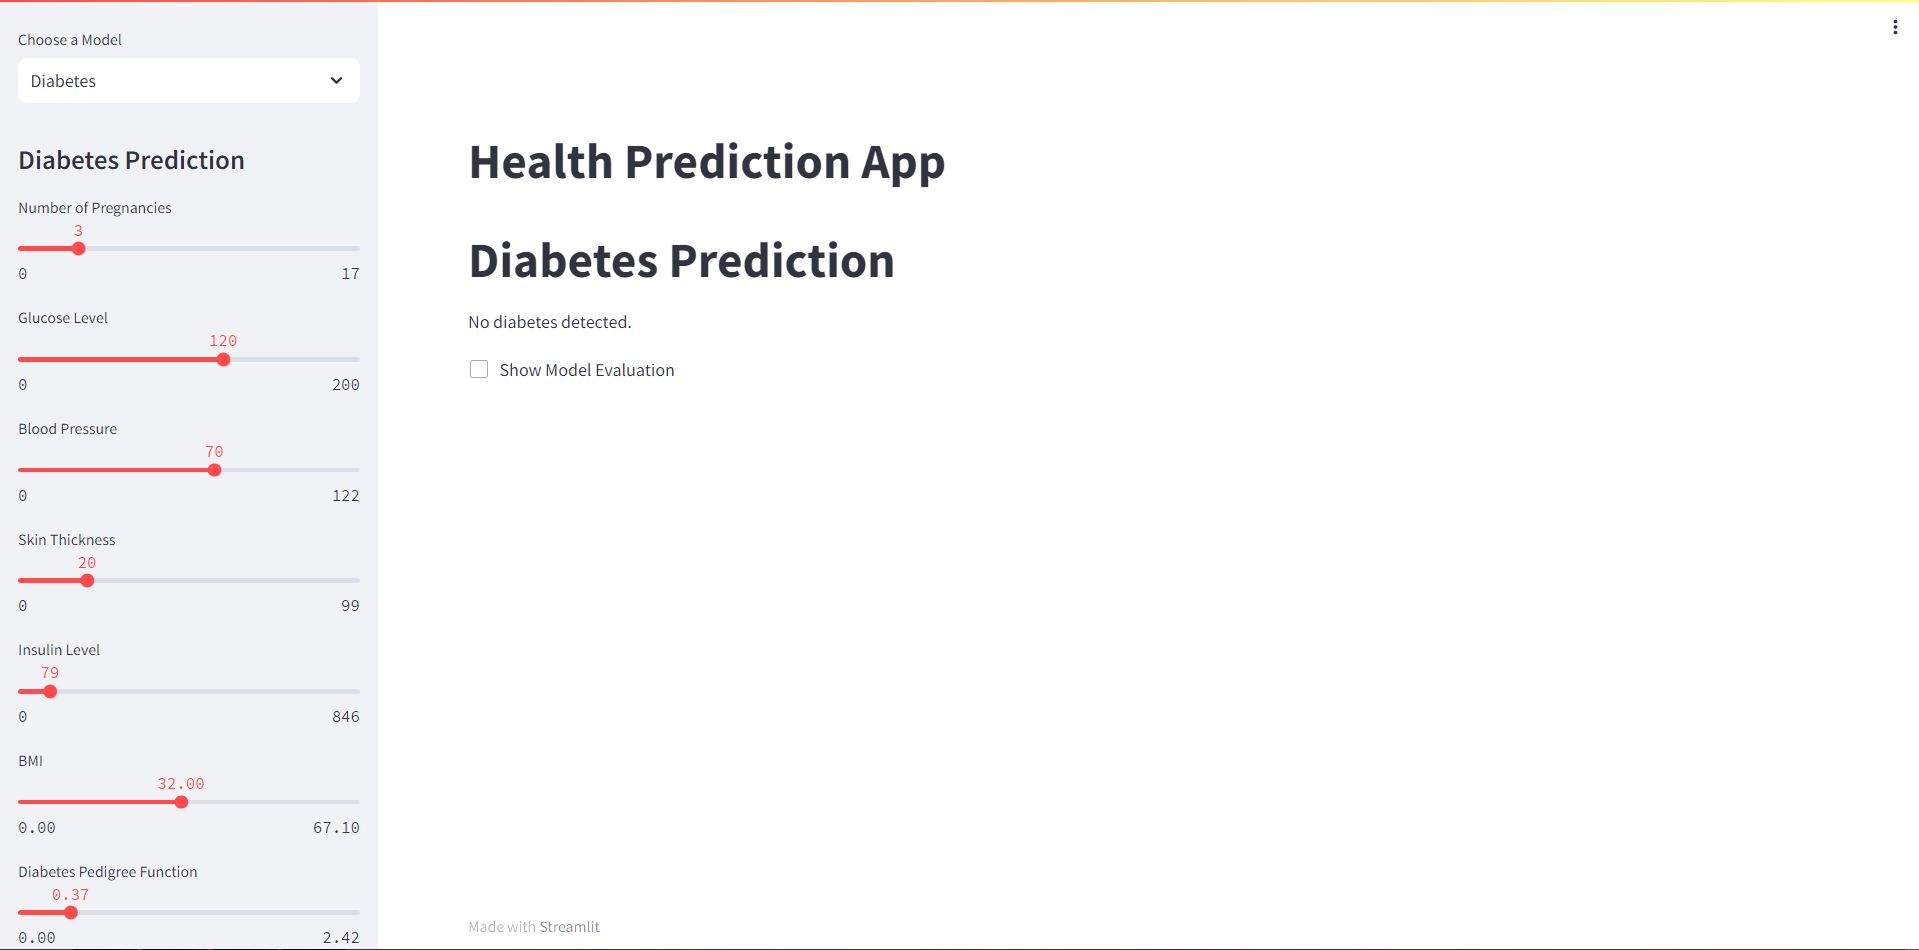 Choose a Model
Diabetes
Diabetes Prediction
Number of Pregnancies
3
0 17
Glucose Level
120
0 200
Blood Pressure
70
0 122
Skin Thickness
20
0 99
Insulin Level
79
0 846
BMI
32.00
0.00 67.10
Diabetes Pedigree Function
0.37
0.00 2.42
Health Prediction App
Diabetes Prediction
No diabetes detected.
Show Model Evaluation
Made with Streamlit